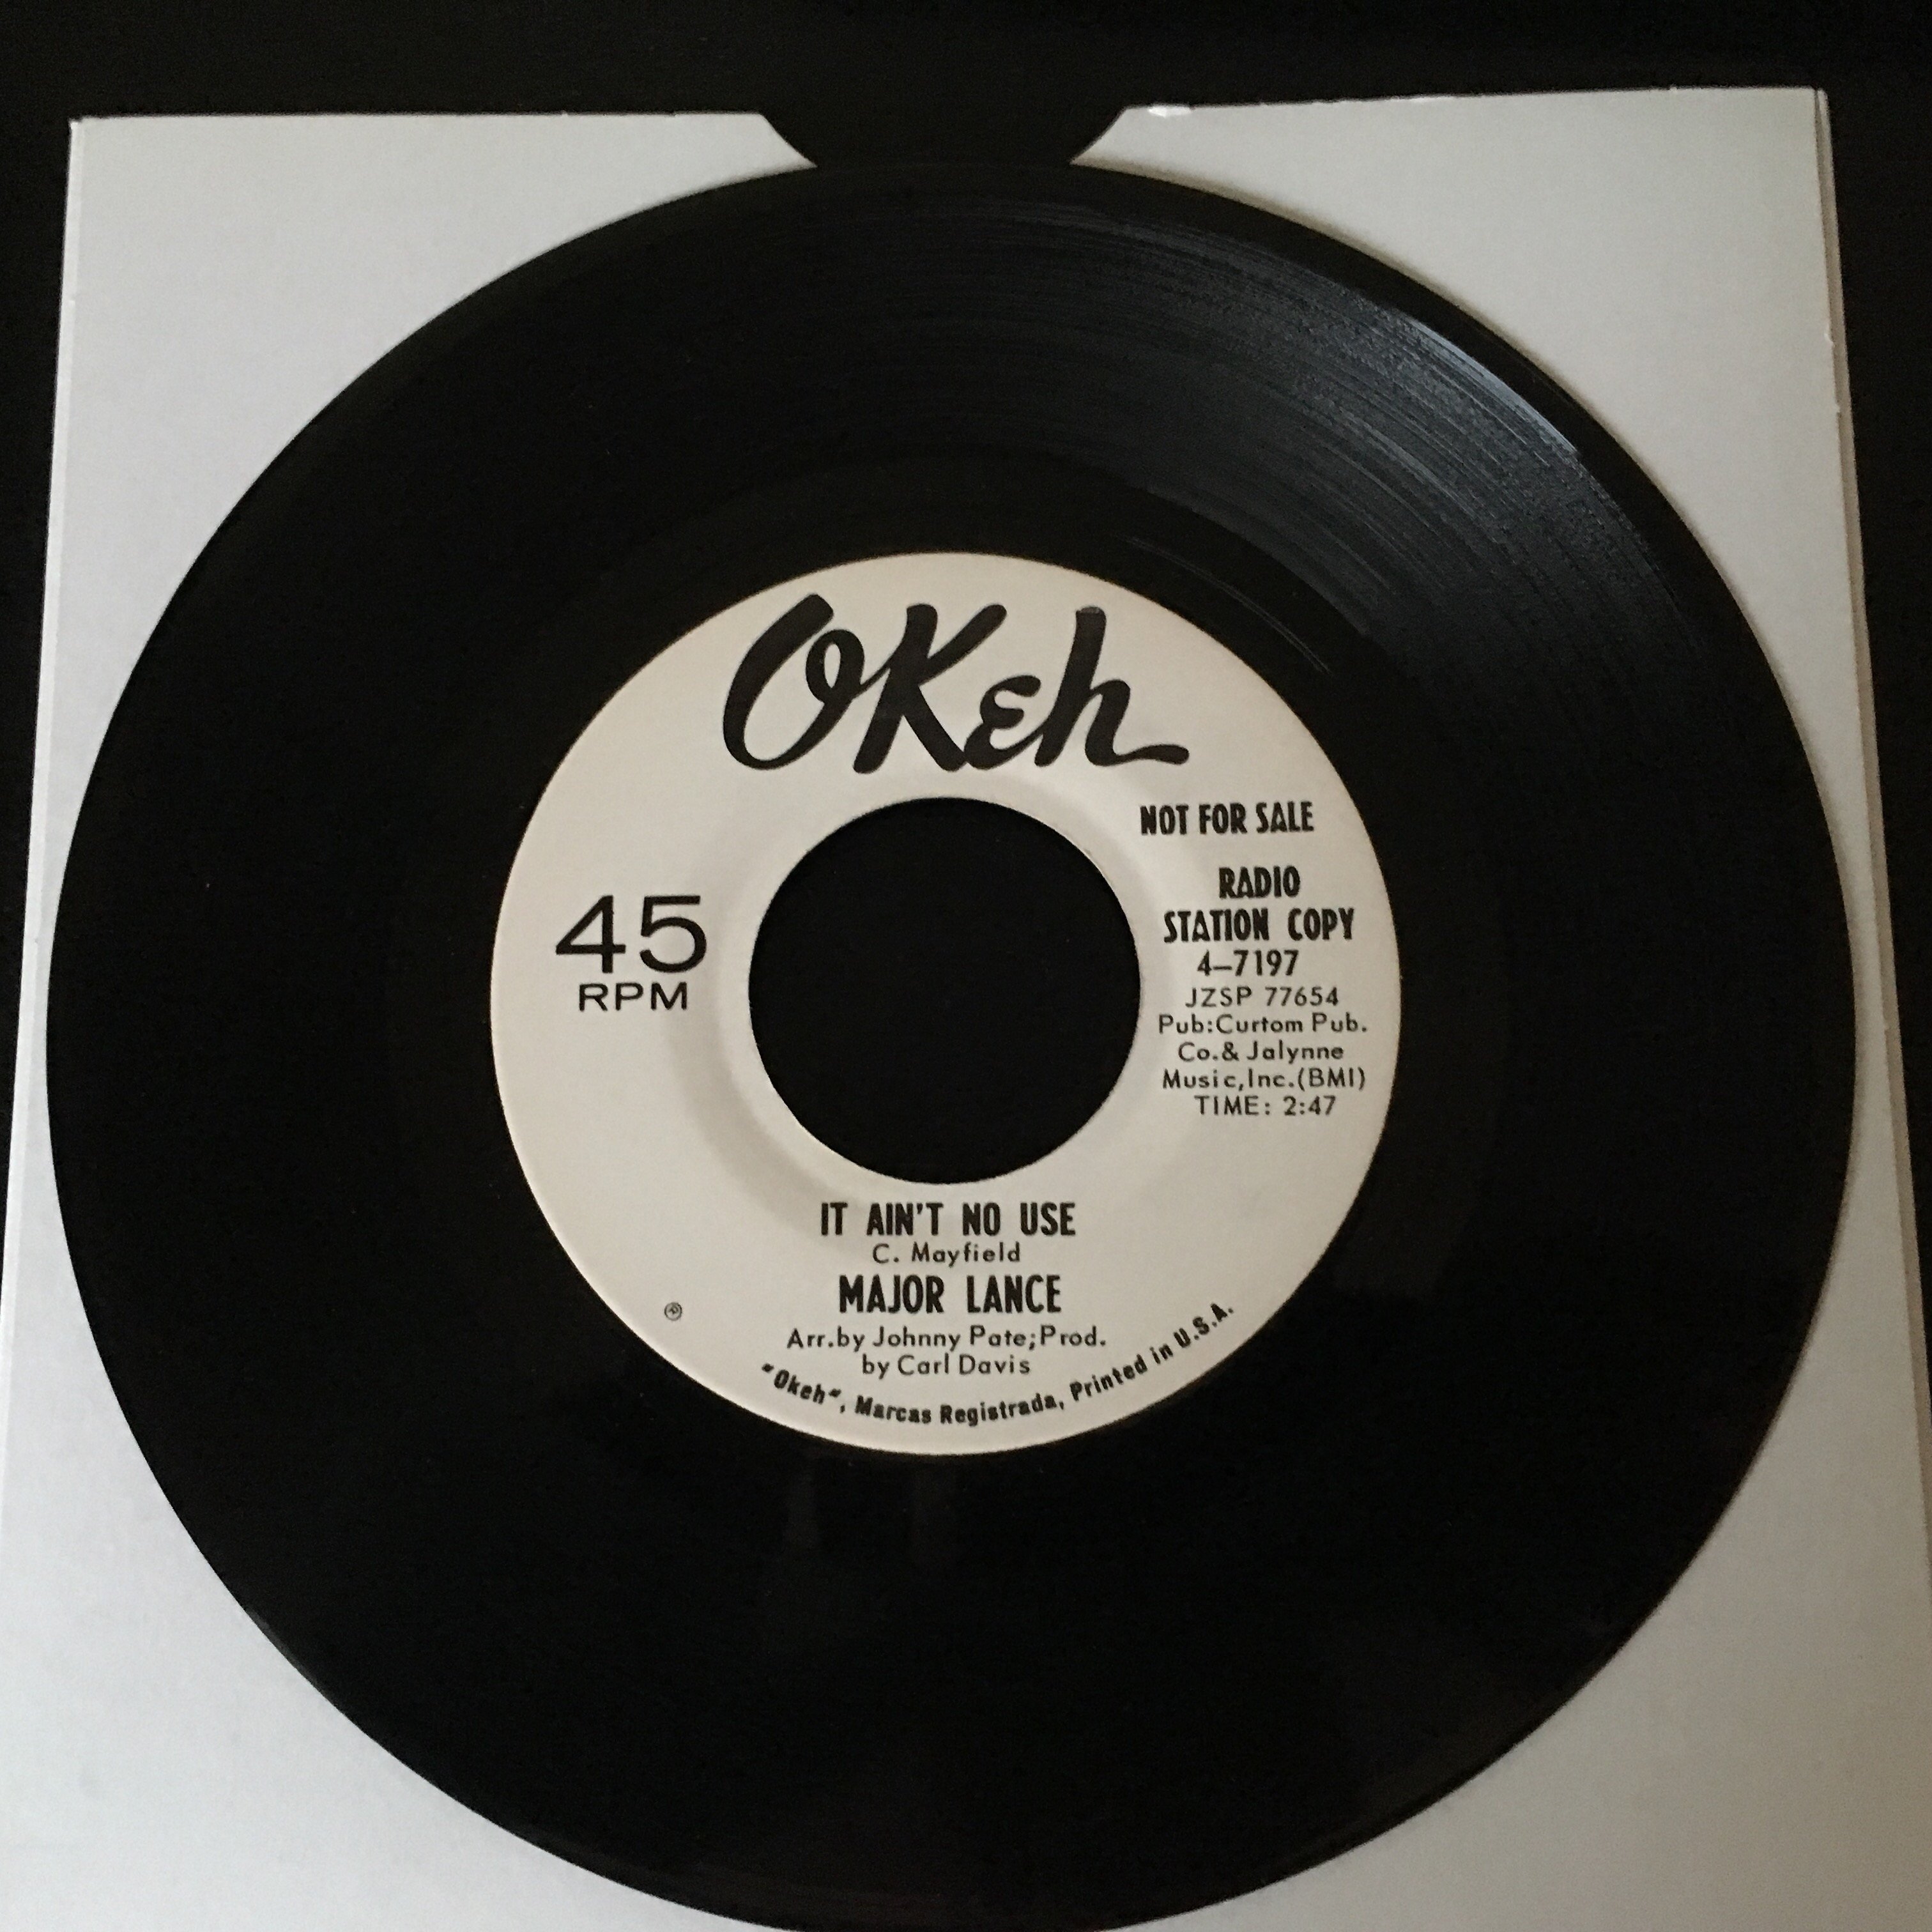 OKeh
NOT FOR SALE
RADIO
STATION COPY
4-7197
JZSP 77654
Pub:Curtom Pub.
Co.& Jalynne
Music,Inc.(BMI)
TIME: 2:47
45
RPM
IT AIN'T NO USE
C. Mayfield
MAJOR LANCE
Arr.by Johnny Pate;Prod.
by Carl Davis
"Okeh", Marcas Registrada, Printed in U.S.A.